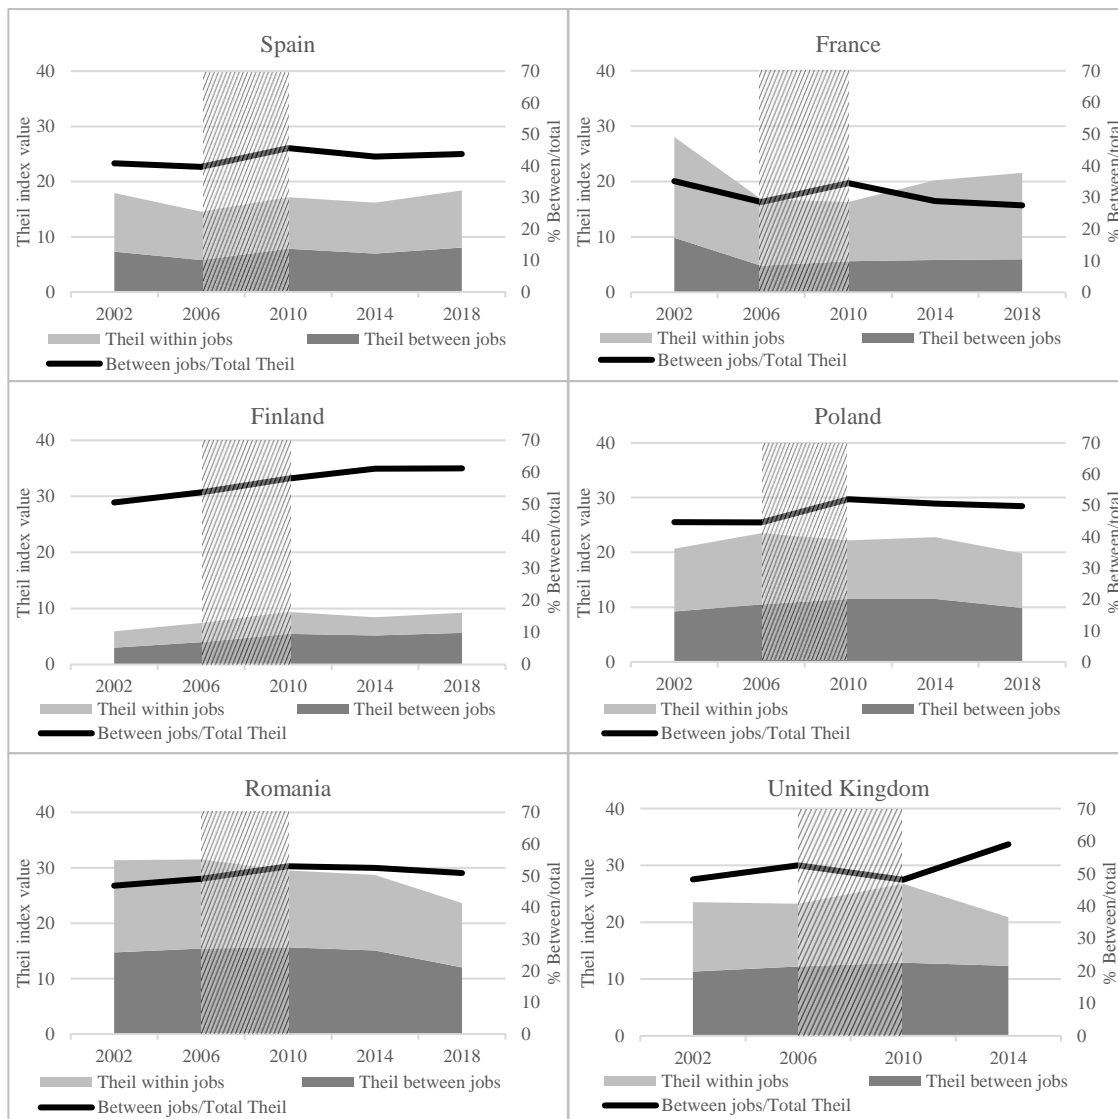 Spain
Theil index value
40
30
20
10
0
70
60
50
40
30
20
10
0
% Between/total
2002 2006 2010 2014 2018
Theil within jobs Theil between jobs
Between jobs/Total Theil
France
Theil index value
40
30
20
10
0
70
60
50
40
30
20
10
0
% Between/total
2002 2006 2010 2014 2018
Theil within jobs Theil between jobs
Between jobs/Total Theil
Finland
Theil index value
40
30
20
10
0
70
60
50
40
30
20
10
0
% Between/total
2002 2006 2010 2014 2018
Theil within jobs Theil between jobs
Between jobs/Total Theil
Poland
Theil index value
40
30
20
10
0
70
60
50
40
30
20
10
0
% Between/total
2002 2006 2010 2014 2018
Theil within jobs Theil between jobs
Between jobs/Total Theil
Romania
Theil index value
40
30
20
10
0
70
60
50
40
30
20
10
0
% Between/total
2002 2006 2010 2014 2018
Theil within jobs Theil between jobs
Between jobs/Total Theil
United Kingdom
Theil index value
40
30
20
10
0
70
60
50
40
30
20
10
0
% Between/total
2002 2006 2010 2014
Theil within jobs Theil between jobs
Between jobs/Total Theil